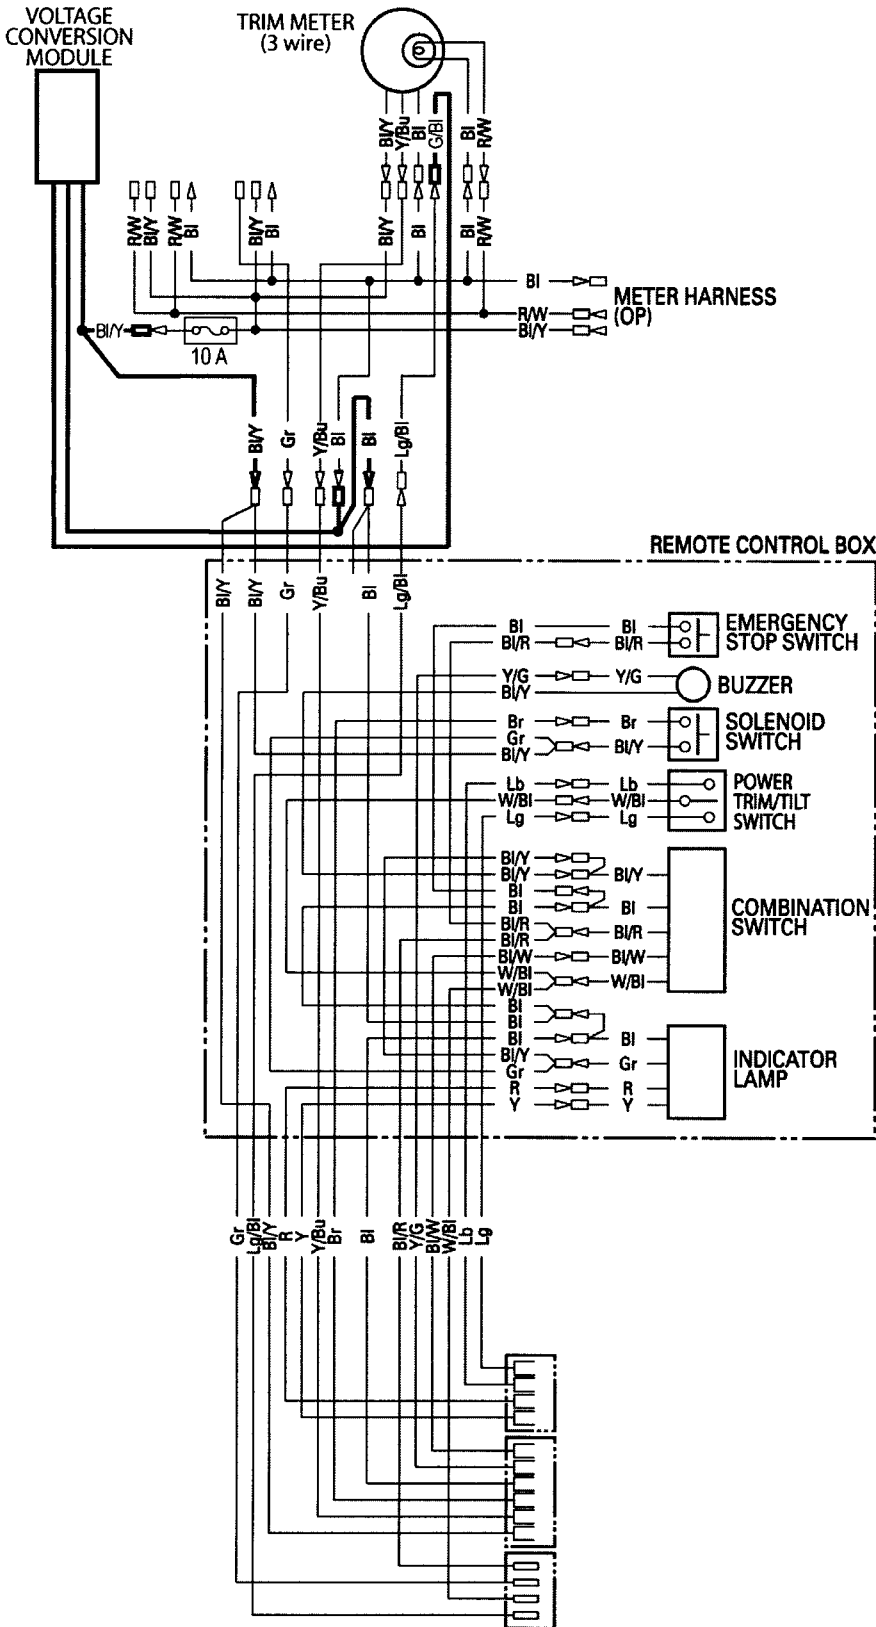 VOLTAGE
CONVERSION
MODULE
TRIM METER
(3 wire)
Bl/Y
Y/Bu
Bl
G/Bl
Bl
R/W
R/W
Bl/Y
R/W
Bl
Bl/Y
Bl
Bl/Y
Bl
Bl
R/W
Bl
R/W
Bl/Y
METER HARNESS
(OP)
Bl/Y
10 A
Bl/Y
Gr
Y/Bu
Bl
Bl
Lg/Bl
REMOTE CONTROL BOX
Bl/Y
Bl/Y
Gr
Y/Bu
Bl
Lg/Bl
Bl Bl
Bl/R Bl/R
EMERGENCY
STOP SWITCH
Y/G Y/G
Bl/Y
BUZZER
Br Br
Gr
Bl/Y Bl/Y
SOLENOID
SWITCH
Lb Lb
W/Bl W/Bl
Lg Lg
POWER
TRIM/TILT
SWITCH
Bl/Y
Bl/Y Bl/Y
Bl
Bl Bl
Bl/R
Bl/R Bl/R
Bl/W Bl/W
W/Bl
W/Bl W/Bl
COMBINATION
SWITCH
Bl
Bl
Bl Bl
Bl/Y
Gr Gr
R R
Y Y
INDICATOR
LAMP
Gr
Lg/Bl
Bl/Y
R
Y
Y/Bu
Br
Bl
Bl/R
Y/G
Bl/W
W/Bl
Lb
Lg